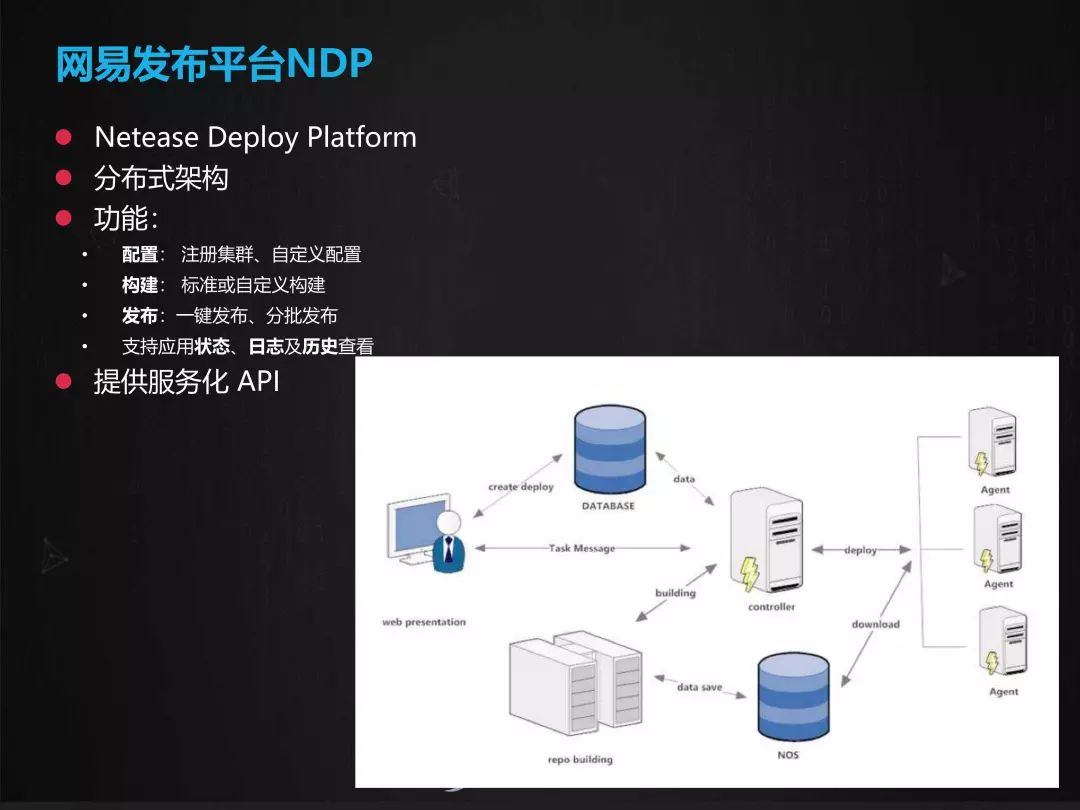 网易发布平台NDP
Netease Deploy Platform
分布式架构
功能：
配置： 注册集群、自定义配置
构建： 标准或自定义构建
发布：一键发布、分批发布
支持应用状态、日志及历史查看
提供服务化 API
create deploy
data
DATABASE
Agent
Task Message
deploy
Agent
building
controller
web presentation
download
data save
Agent
NOS
repo building